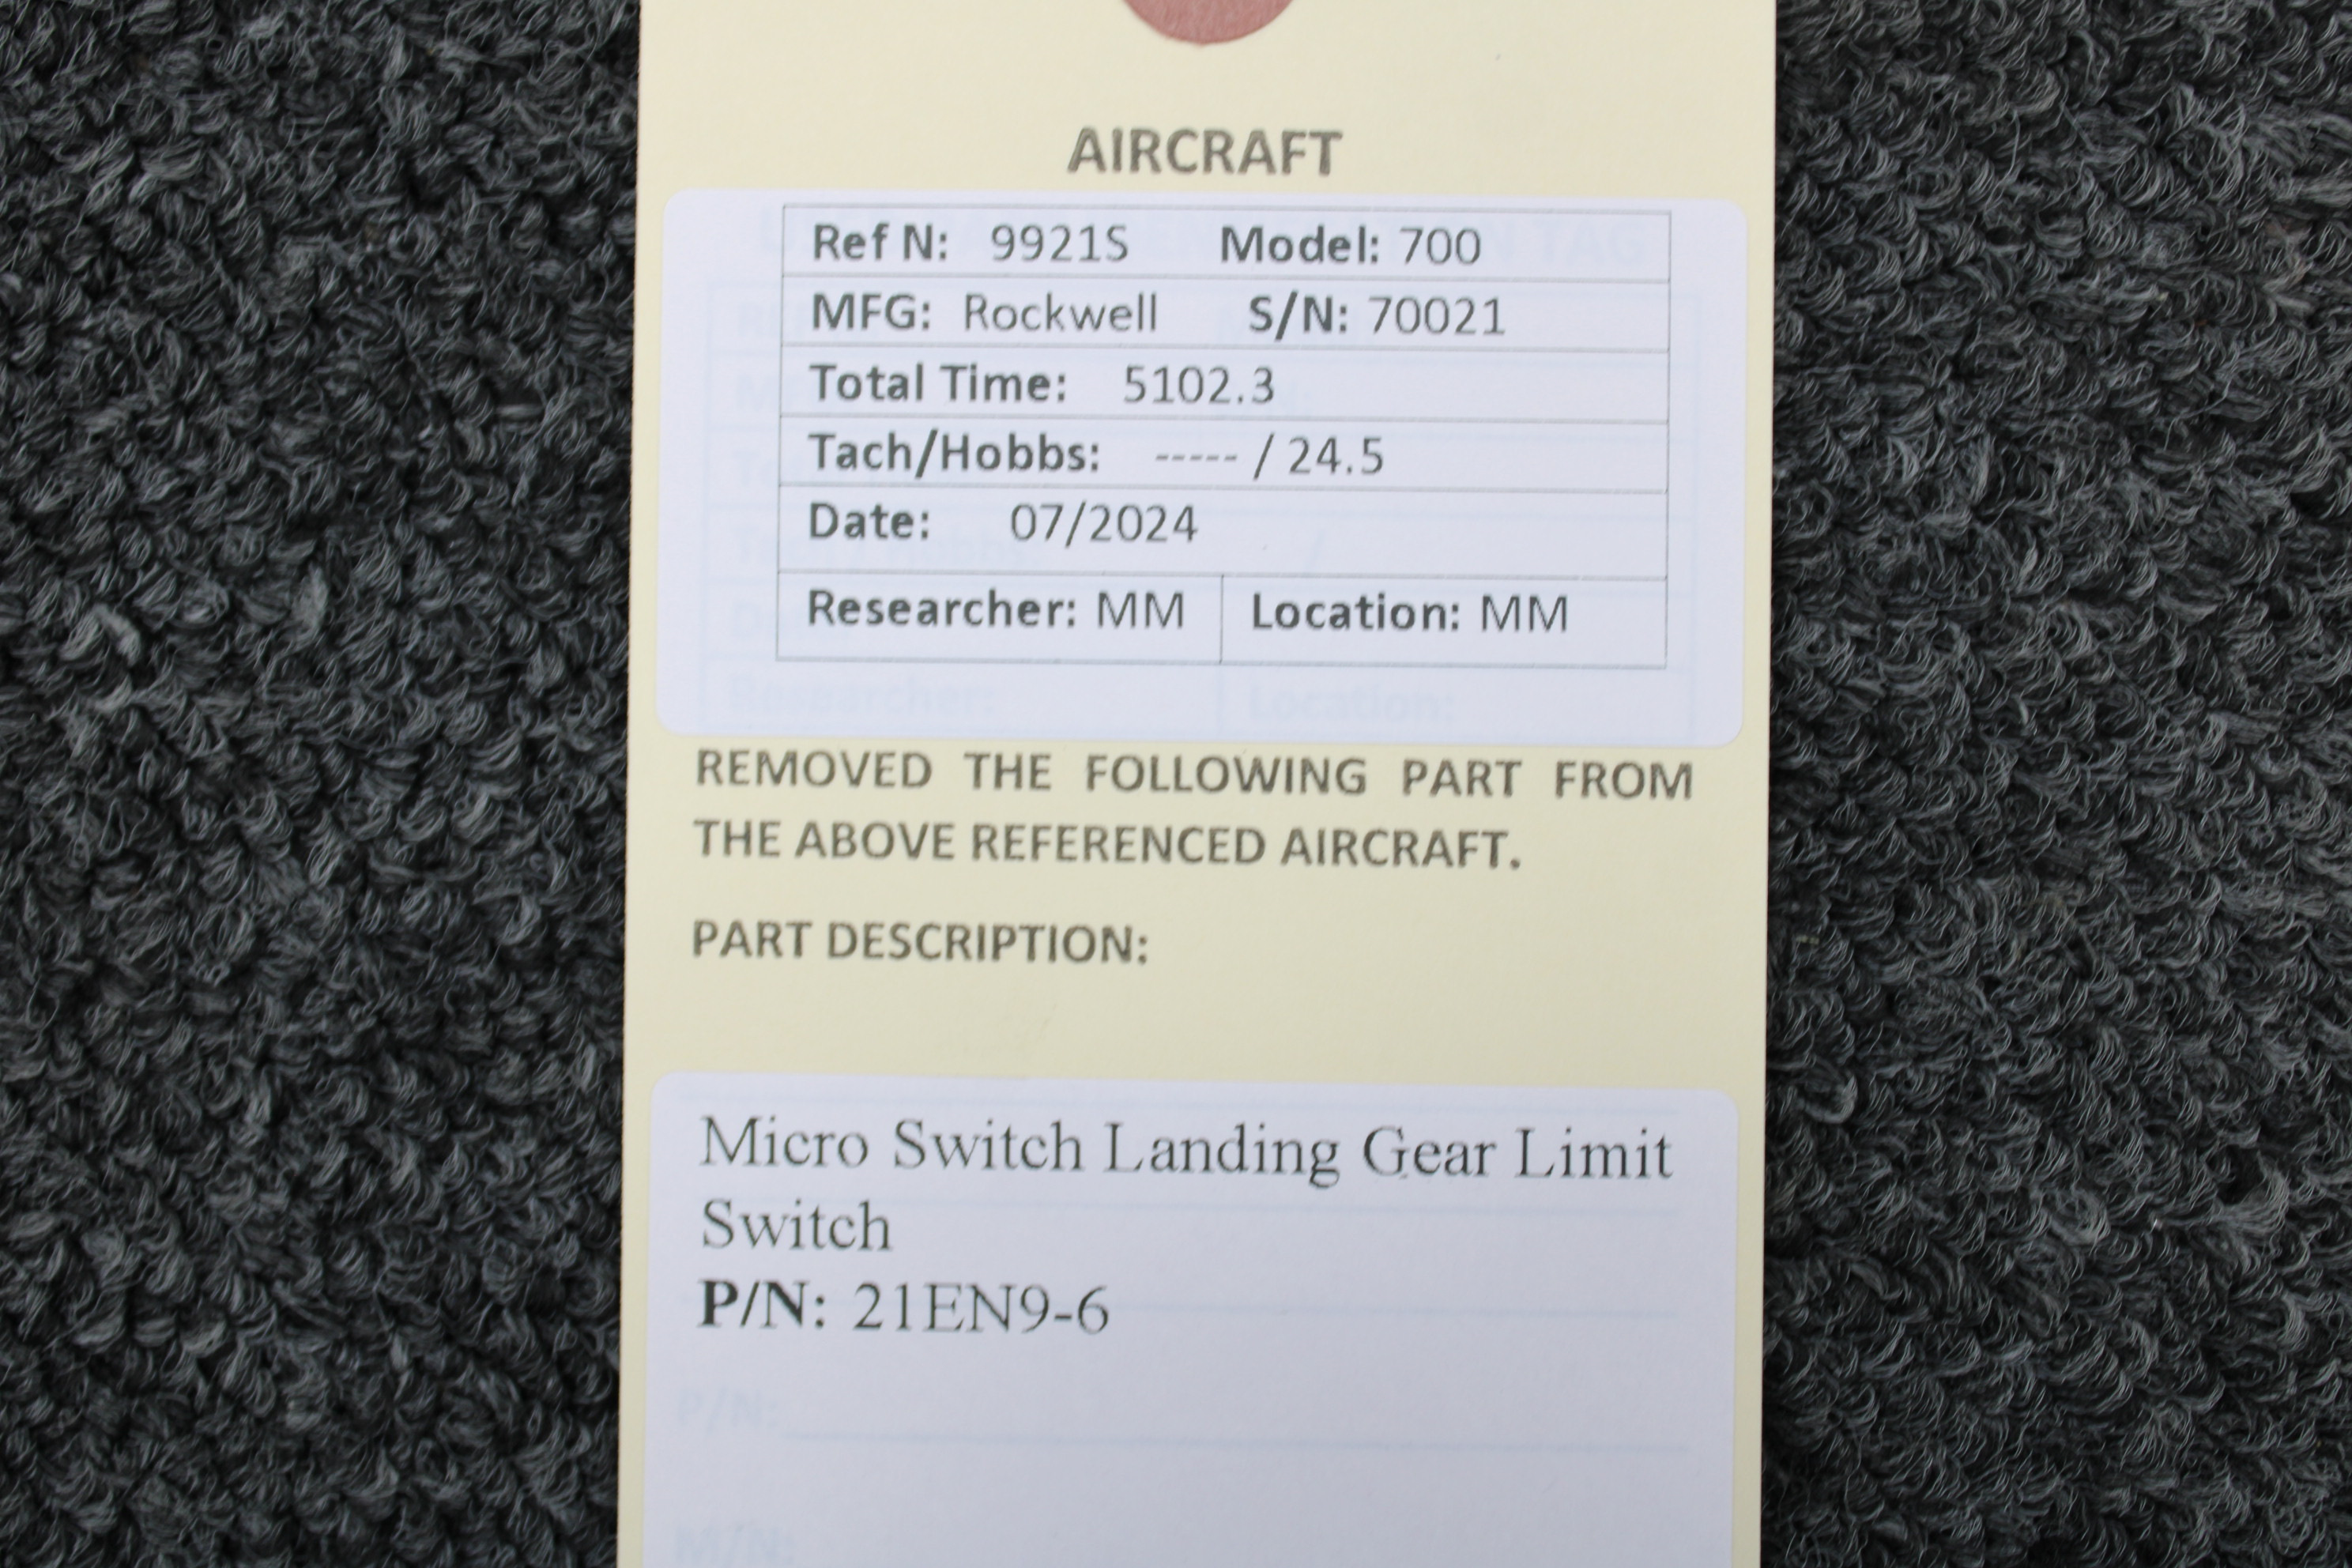 AIRCRAFT
Ref N: 9921S Model: 700
MFG: Rockwell S/N: 70021
Total Time: 5102.3
Tach/Hobbs: ----- / 24.5
Date: 07/2024
Researcher: MM Location: MM
Researcher: Location:
REMOVED THE FOLLOWING PART FROM
THE ABOVE REFERENCED AIRCRAFT.
PART DESCRIPTION:
Micro Switch Landing Gear Limit
Switch
P/N: 21EN9-6
P/N:
M/N: